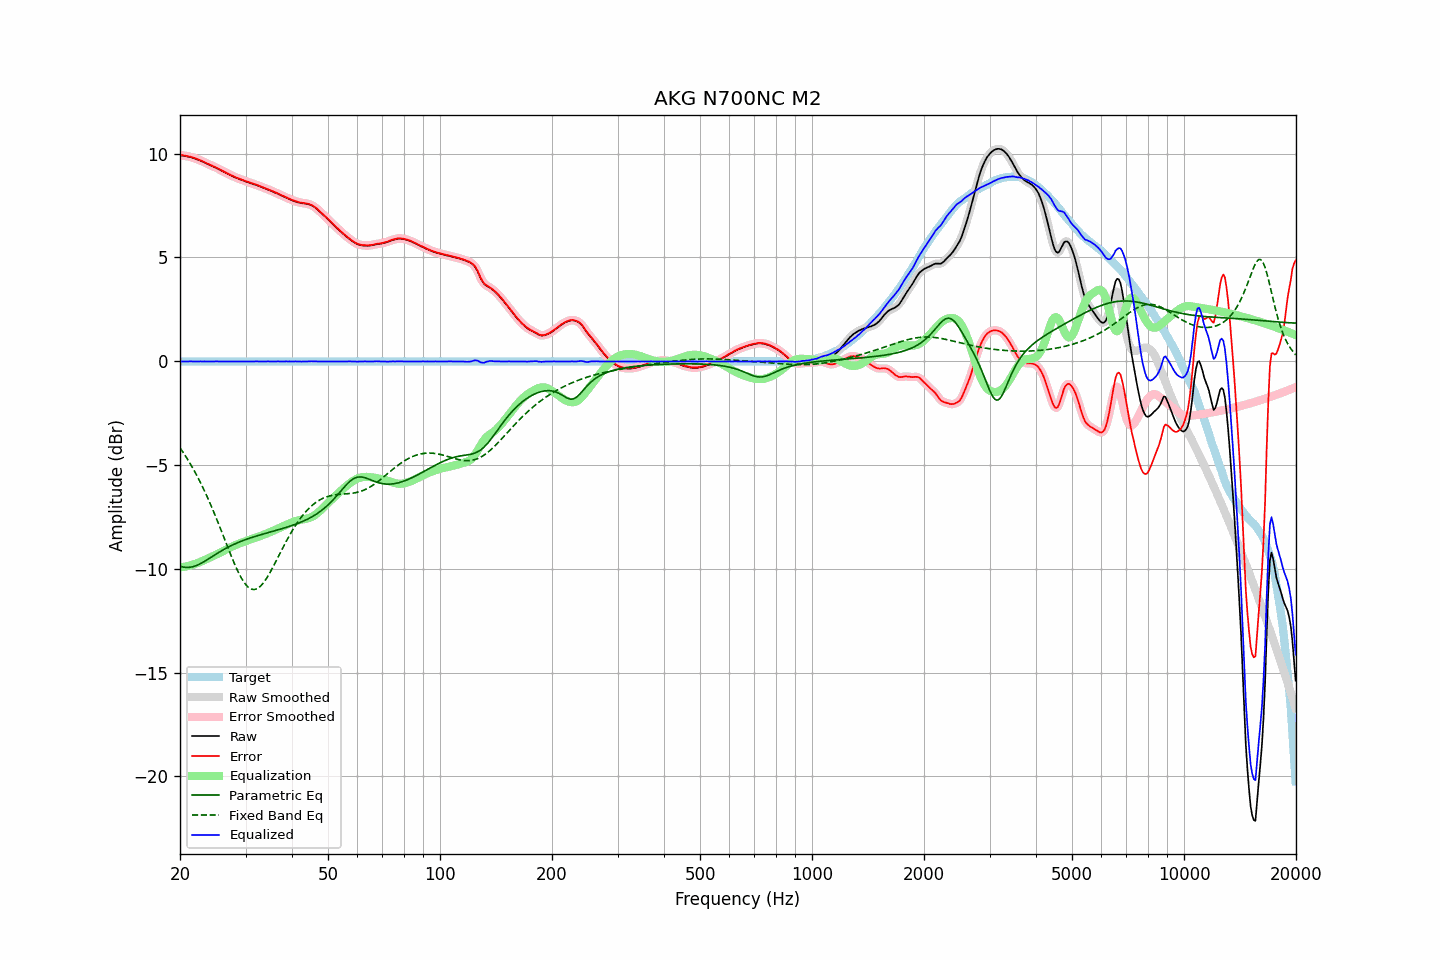 AKG N700NC M2
Amplitude (dBr)
10
5
0
−5
−10
−15
−20
Target
Raw Smoothed
Error Smoothed
Raw
Error
Equalization
Parametric Eq
Fixed Band Eq
Equalized
20 50 100 200 500 1000 2000 5000 10000 20000
Frequency (Hz)